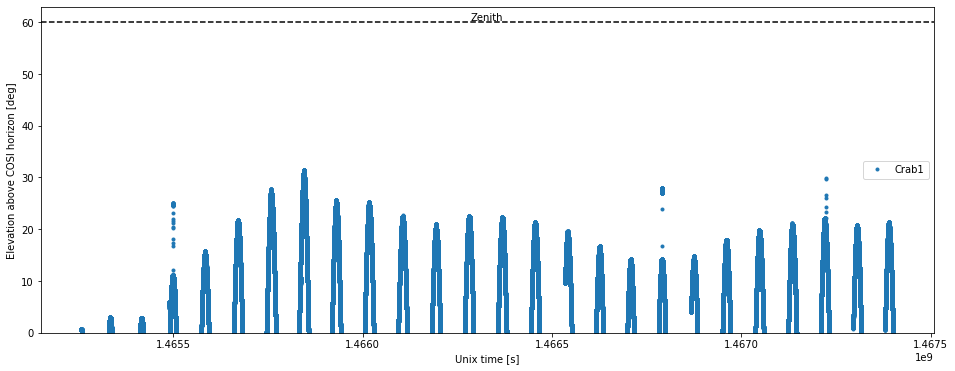 Zenith
60
50
40
30
20
10
0
Elevation above COSI horizon [deg]
Crab1
1.4655
1.4660
1.4665
1.4670
1.4675
1e9
Unix time [s]